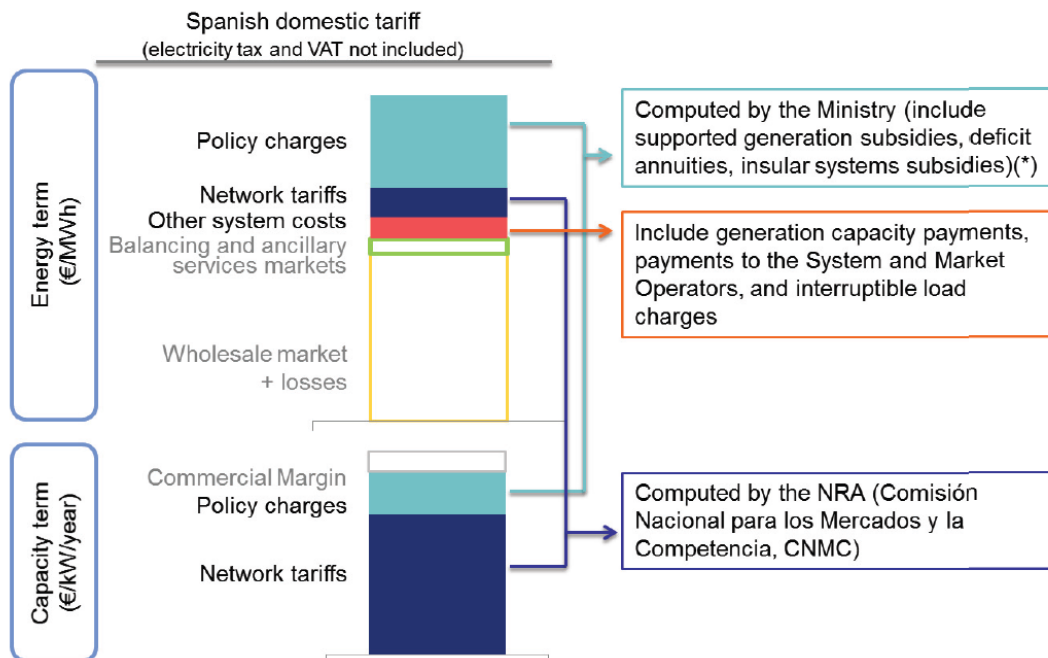 Spanish domestic tariff
(electricity tax and VAT not included)
Energy term
(€/MWh)
Policy charges
Network tariffs
Other system costs
Balancing and ancillary
services markets
Wholesale market
+ losses
Computed by the Ministry (include
supported generation subsidies, deficit
annuities, insular systems subsidies)(*)
Include generation capacity payments,
payments to the System and Market
Operators, and interruptible load
charges
Capacity term
(€/kW/year)
Commercial Margin
Policy charges
Network tariffs
Computed by the NRA (Comisión
Nacional para los Mercados y la
Competencia, CNMC)